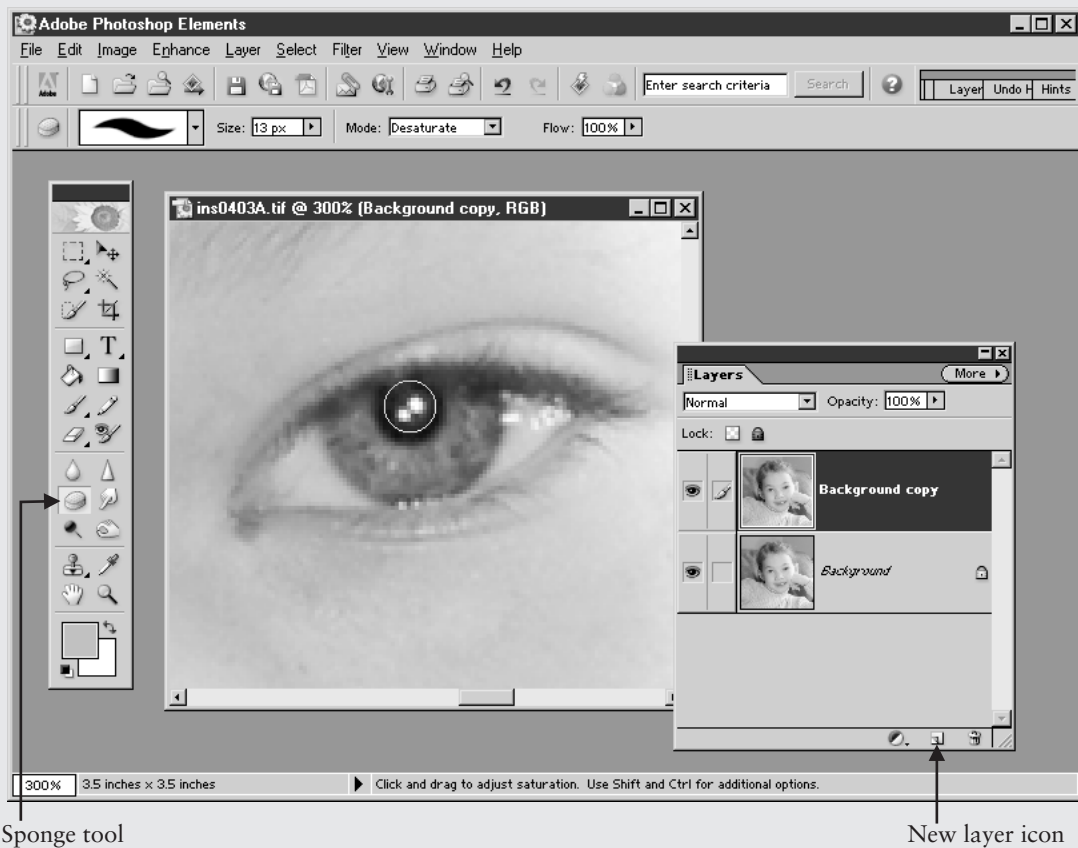 Adobe Photoshop Elements
File Edit Image Enhance Layer Select Filter View Window Help
Adobe Enter search criteria Search ? Layer Undo H Hints
Size: 13 px Mode: Desaturate Flow: 100%
ins0403A.tif @ 300% (Background copy, RGB)
T
Layers More
Normal Opacity: 100%
Lock:
Background copy
Background
300% 3.5 inches × 3.5 inches Click and drag to adjust saturation. Use Shift and Ctrl for additional options.
Sponge tool New layer icon